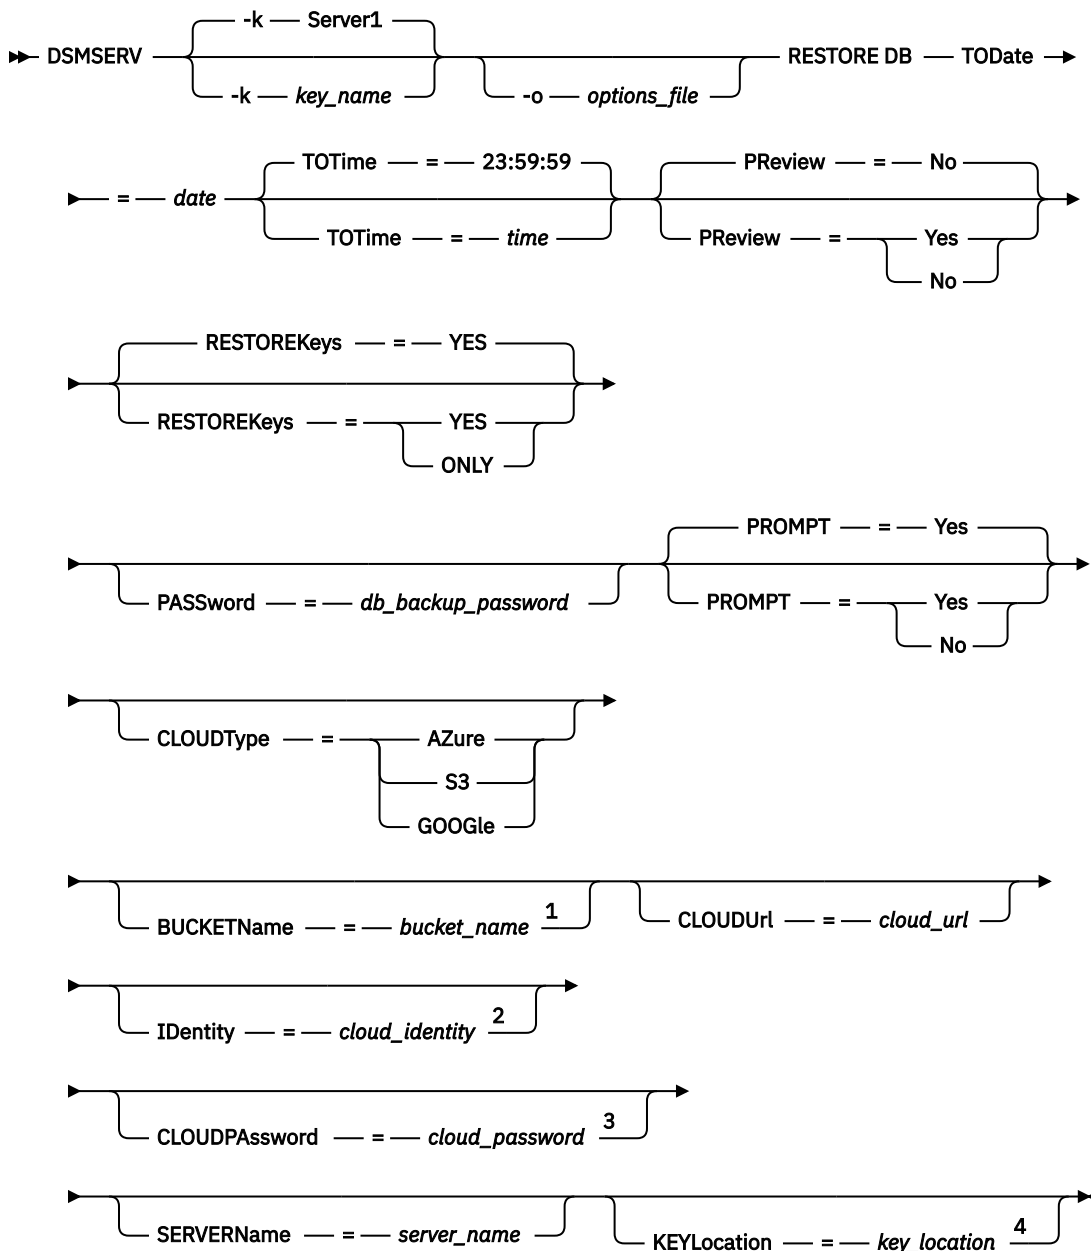 -k Server1
DSMSERV RESTORE DB TODate
-k key_name -o options_file
TOTime = 23:59:59 PReview = No
= date
TOTime = time PReview = Yes
No
RESTOREKeys = YES
RESTOREKeys = YES
ONLY
PROMPT = Yes
PASSword = db_backup_password PROMPT = Yes
No
CLOUDType = AZure
S3
GOOGle
BUCKETName = bucket_name 1 CLOUDUrl = cloud_url
IDentity = cloud_identity 2
CLOUDPAssword = cloud_password 3
SERVERName = server_name KEYLocation = key_location 4